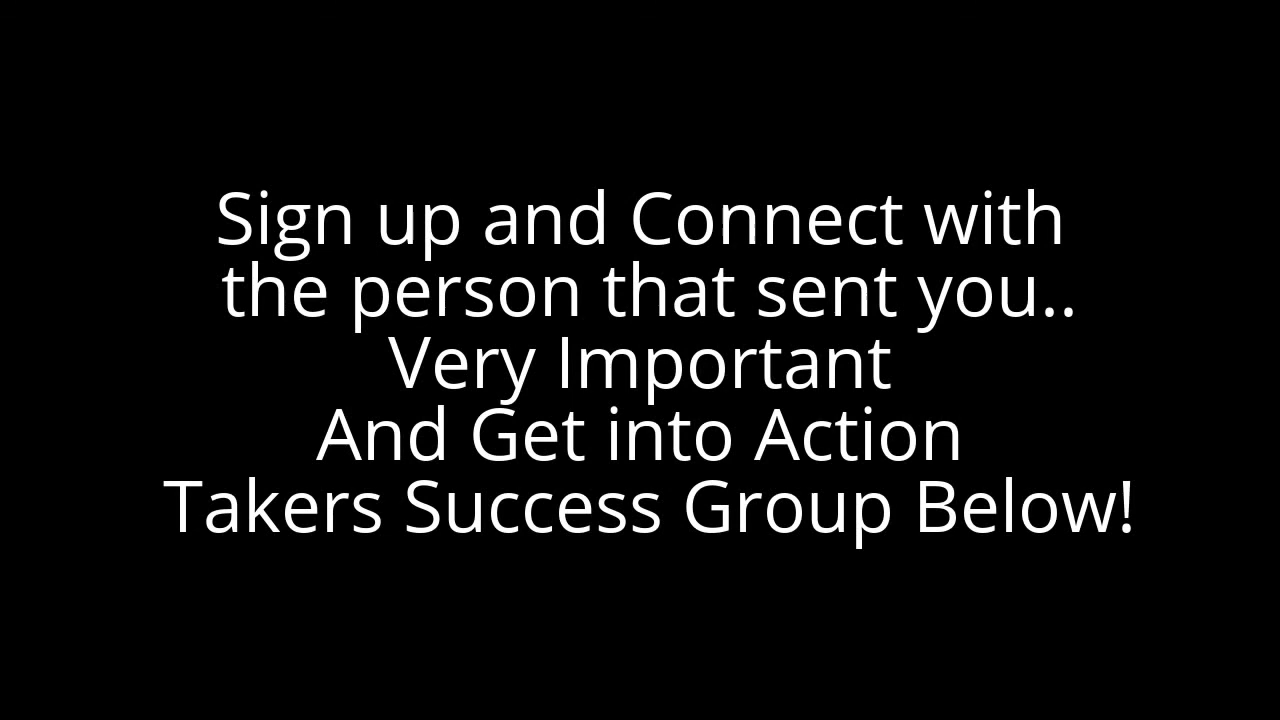 Sign up and Connect with
the person that sent you..
Very Important
And Get into Action
Takers Success Group Below!